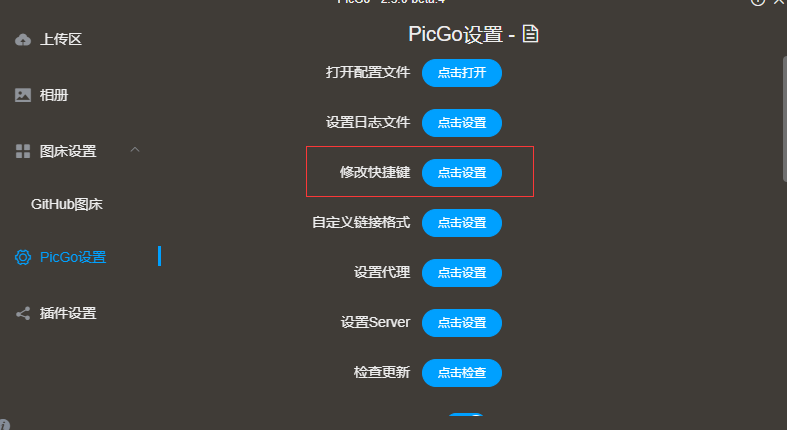 PicGo - 2.3.0-beta.4
上传区
相册
图床设置
GitHub图床
PicGo设置
插件设置
PicGo设置 -
打开配置文件 点击打开
设置日志文件 点击设置
修改快捷键 点击设置
自定义链接格式 点击设置
设置代理 点击设置
设置Server 点击设置
检查更新 点击检查